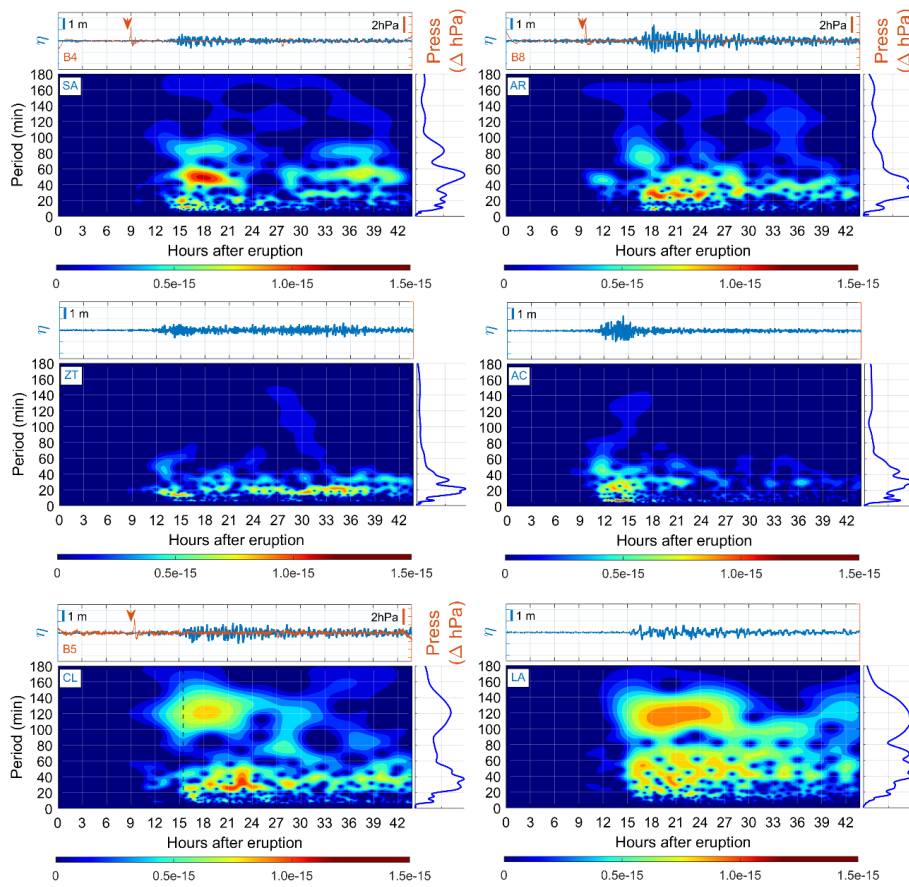 1 m 2hPa
η B4 Press (Δ hPa)
SA
Period (min)
180 160 140 120 100 80 60 40 20 0
0 3 6 9 12 15 18 21 24 27 30 33 36 39 42
Hours after eruption
0 0.5e-15 1.0e-15 1.5e-15
1 m 2hPa
η B8 Press (Δ hPa)
AR
180 160 140 120 100 80 60 40 20 0
0 3 6 9 12 15 18 21 24 27 30 33 36 39 42
Hours after eruption
0 0.5e-15 1.0e-15 1.5e-15
1 m
η
ZT
Period (min)
180 160 140 120 100 80 60 40 20 0
0 3 6 9 12 15 18 21 24 27 30 33 36 39 42
Hours after eruption
0 0.5e-15 1.0e-15 1.5e-15
1 m
η
AC
180 160 140 120 100 80 60 40 20 0
0 3 6 9 12 15 18 21 24 27 30 33 36 39 42
Hours after eruption
0 0.5e-15 1.0e-15 1.5e-15
1 m 2hPa
η B5 Press (Δ hPa)
CL
Period (min)
180 160 140 120 100 80 60 40 20 0
0 3 6 9 12 15 18 21 24 27 30 33 36 39 42
Hours after eruption
0 0.5e-15 1.0e-15 1.5e-15
1 m
η
LA
180 160 140 120 100 80 60 40 20 0
0 3 6 9 12 15 18 21 24 27 30 33 36 39 42
Hours after eruption
0 0.5e-15 1.0e-15 1.5e-15